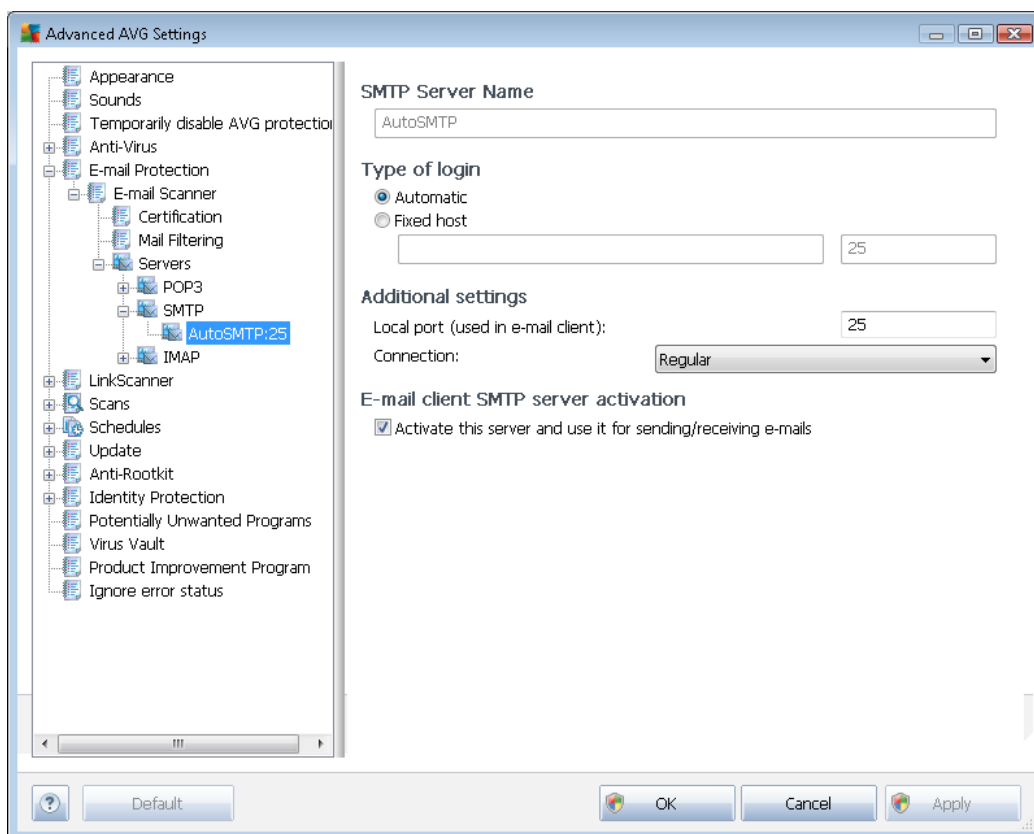 Advanced AVG Settings
Appearance
Sounds
Temporarily disable AVG protection
Anti-Virus
E-mail Protection
E-mail Scanner
Certification
Mail Filtering
Servers
POP3
SMTP
AutoSMTP:25
IMAP
LinkScanner
Scans
Schedules
Update
Anti-Rootkit
Identity Protection
Potentially Unwanted Programs
Virus Vault
Product Improvement Program
Ignore error status
SMTP Server Name
AutoSMTP
Type of login
Automatic
Fixed host
25
Additional settings
Local port (used in e-mail client): 25
Connection: Regular
E-mail client SMTP server activation
Activate this server and use it for sending/receiving e-mails
? Default OK Cancel Apply